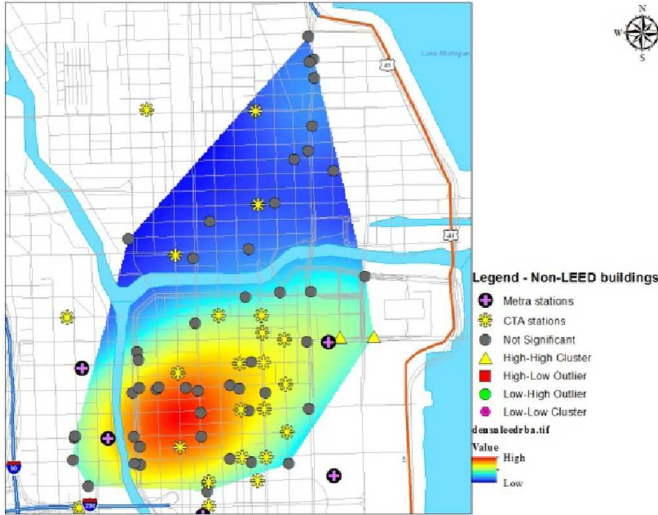 N
W
E
S
Lake Michigan
41
41
Legend - Non-LEED buildings
Metra stations
CTA stations
Not Significant
High-High Cluster
High-Low Outlier
Low-High Outlier
Low-Low Cluster
densaleedrba.tif
Value
High
Low
90
290